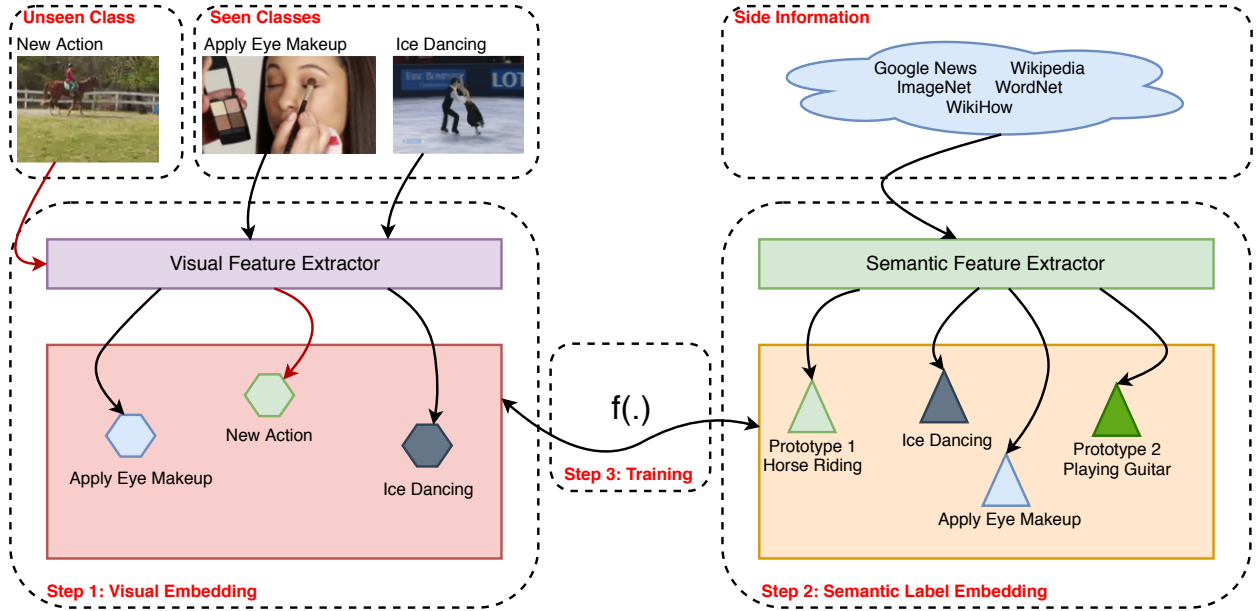 Unseen Class
New Action
Seen Classes
Apply Eye Makeup
Ice Dancing
LOT
Side Information
Google News Wikipedia
ImageNet WordNet
WikiHow
Visual Feature Extractor
New Action
Apply Eye Makeup
Ice Dancing
Step 1: Visual Embedding
f(.)
Step 3: Training
Semantic Feature Extractor
Prototype 1
Horse Riding
Ice Dancing
Apply Eye Makeup
Prototype 2
Playing Guitar
Step 2: Semantic Label Embedding